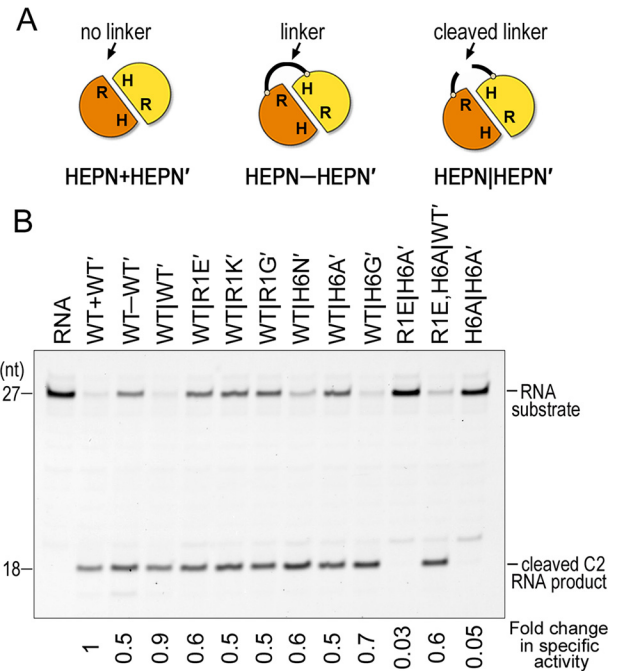 A
no linker
linker
cleaved linker
R H H R
R H H R
R H H R
HEPN+HEPN′
HEPN—HEPN′
HEPN|HEPN′
B
RNA
WT+WT′
WT—WT′
WT|WT′
WT|R1E′
WT|R1K′
WT|R1G′
WT|H6N′
WT|H6A′
WT|H6G′
R1E|H6A′
R1E,H6A|WT′
H6A|H6A′
(nt)
27
RNA
substrate
18
cleaved C2
RNA product
1 0.5 0.9 0.6 0.5 0.5 0.6 0.5 0.7 0.03 0.6 0.05
Fold change
in specific
activity